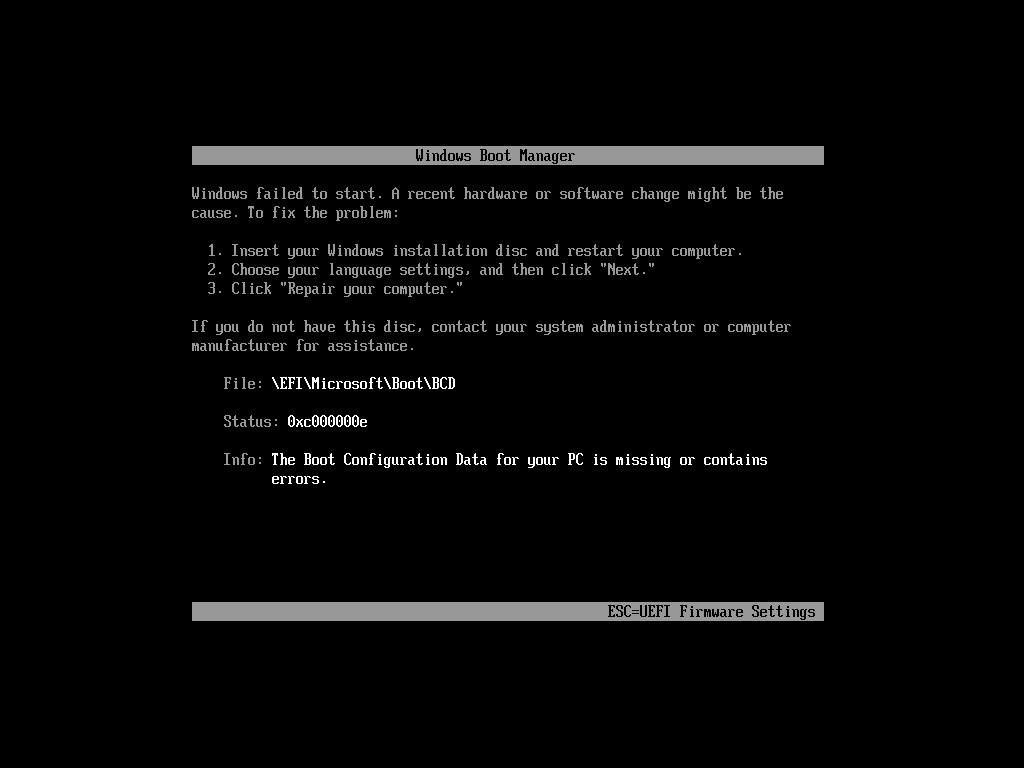 Windows Boot Manager
Windows failed to start. A recent hardware or software change might be the
cause. To fix the problem:
1. Insert your Windows installation disc and restart your computer.
2. Choose your language settings, and then click "Next."
3. Click "Repair your computer."
If you do not have this disc, contact your system administrator or computer
manufacturer for assistance.
File: \EFI\Microsoft\Boot\BCD
Status: 0xc000000e
Info: The Boot Configuration Data for your PC is missing or contains
errors.
ESC=UEFI Firmware Settings